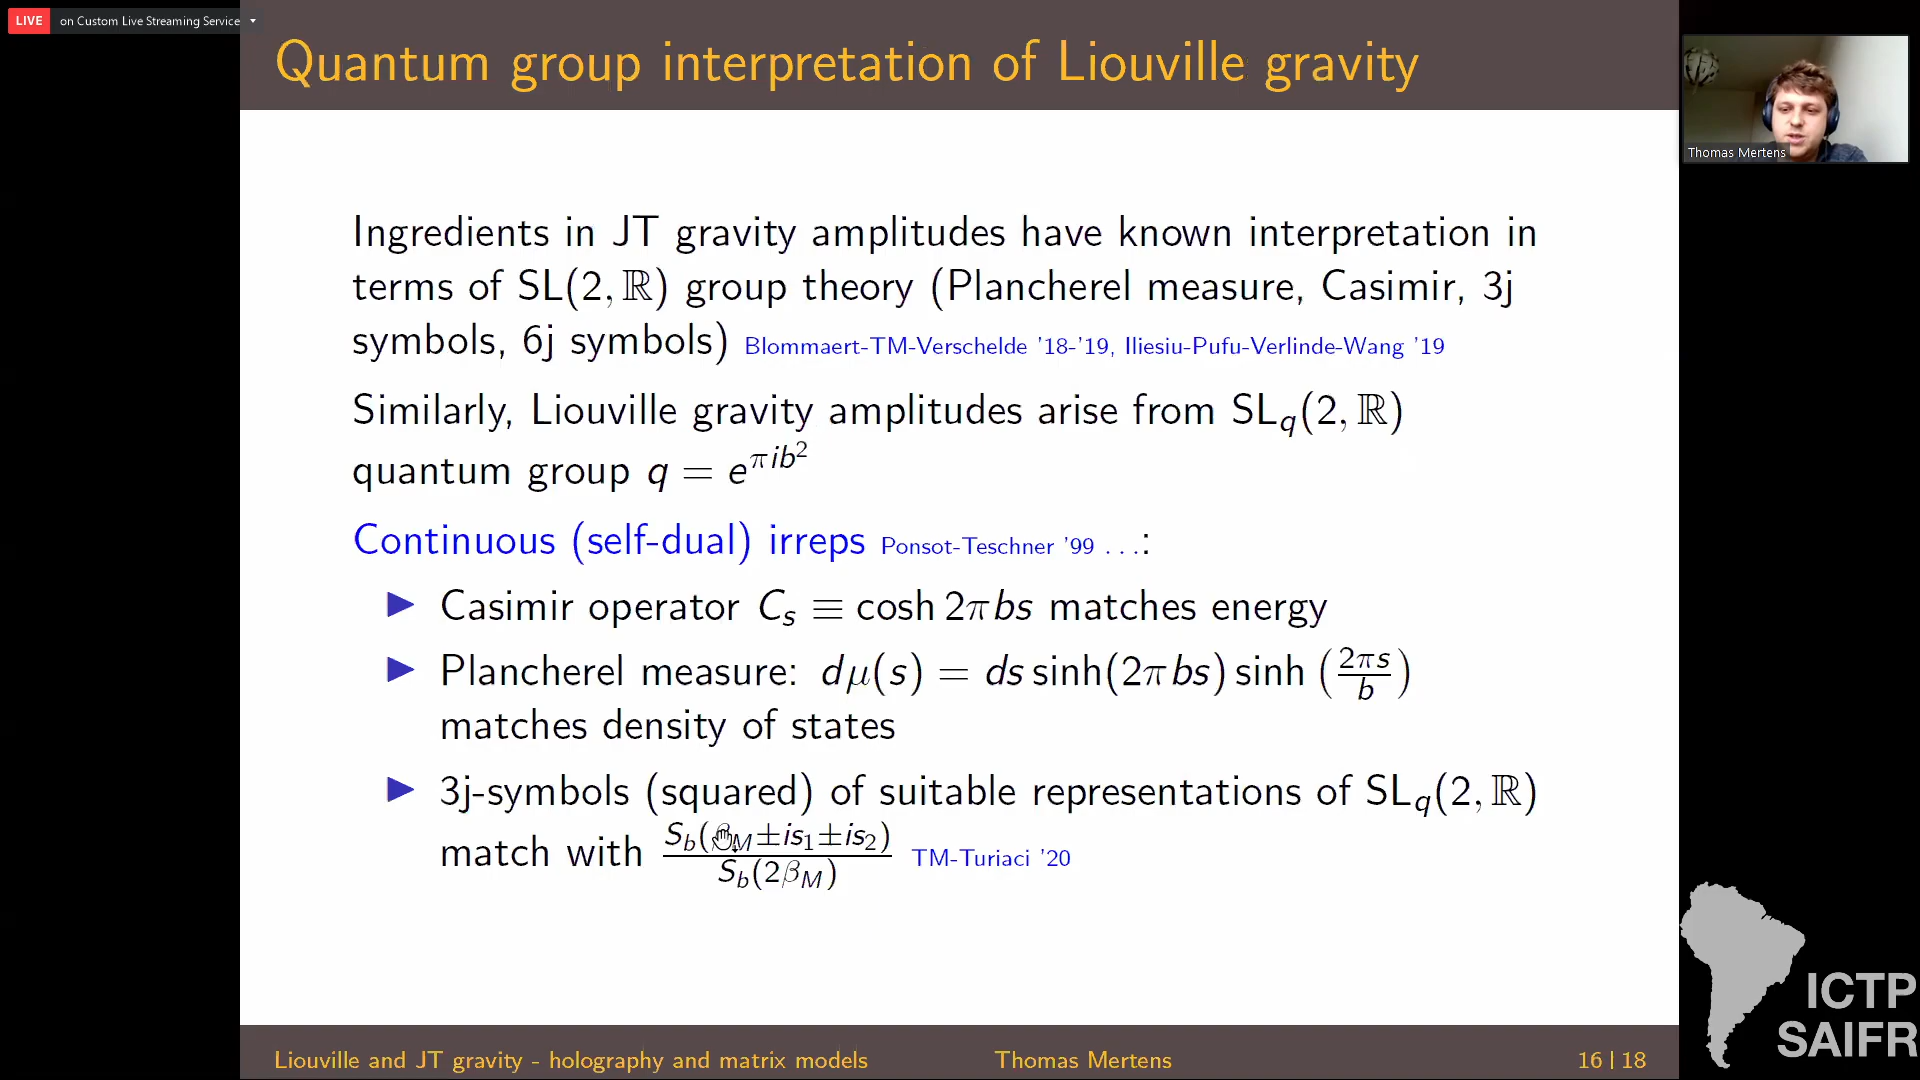 LIVE on Custom Live Streaming Service
Quantum group interpretation of Liouville gravity
Thomas Mertens
Ingredients in JT gravity amplitudes have known interpretation in
terms of SL(2, ℝ) group theory (Plancherel measure, Casimir, 3j
symbols, 6j symbols) Blommaert-TM-Verschelde '18-'19, Iliesiu-Pufu-Verlinde-Wang '19
Similarly, Liouville gravity amplitudes arise from SL_q(2, ℝ)
quantum group q = e^{πib²}
Continuous (self-dual) irreps Ponsot-Teschner '99 ...:
▶ Casimir operator C_s ≡ cosh 2πbs matches energy
▶ Plancherel measure: dμ(s) = ds sinh(2πbs) sinh (2πs/b)
matches density of states
▶ 3j-symbols (squared) of suitable representations of SL_q(2, ℝ)
match with S_b(β_M±is₁±is₂)/S_b(2β_M) TM-Turiaci '20
ICTP
SAIFR
Liouville and JT gravity - holography and matrix models Thomas Mertens 16 | 18